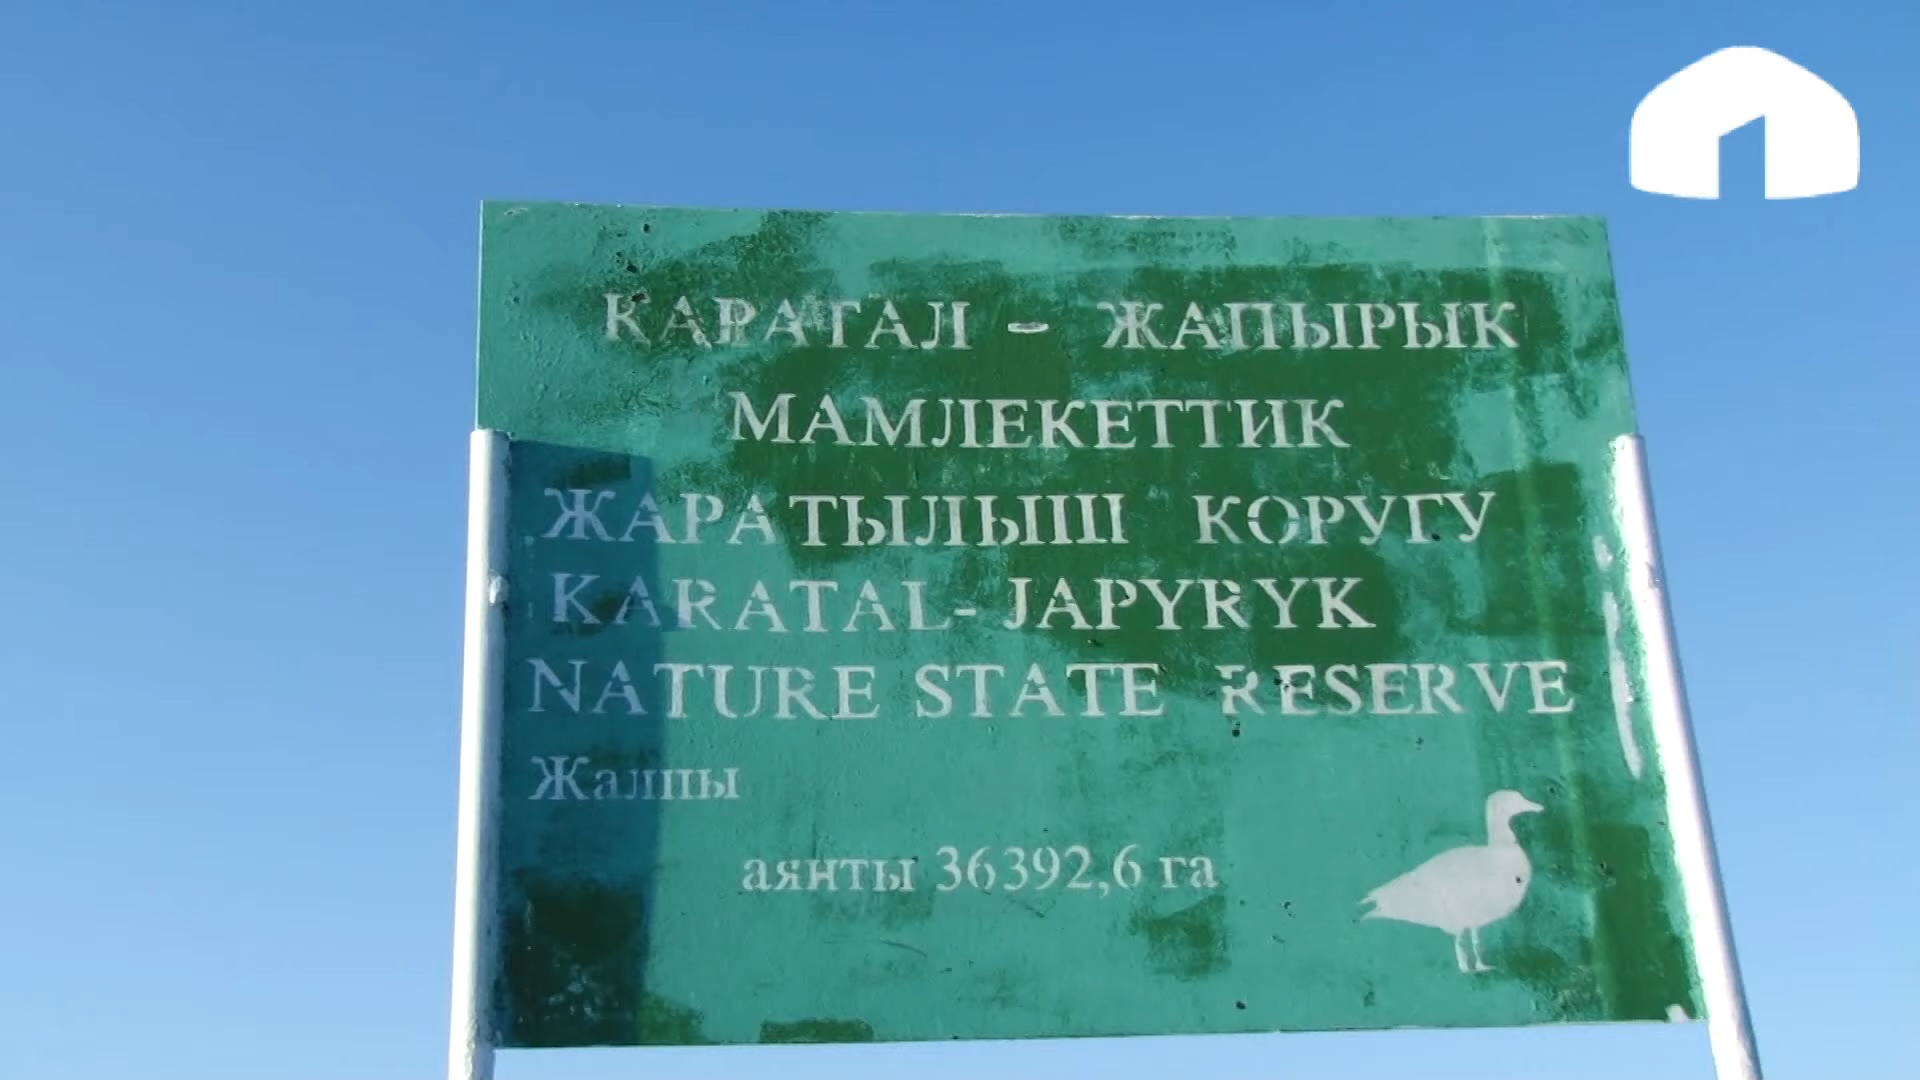 КАРАТАЛ - ЖАПЫРЫК
МАМЛЕКЕТТИК
ЖАРАТЫЛЫШ КОРУГУ
KARATAL- JAPYRYK
NATURE STATE RESERVE
Жалпы
аянты 36392,6 га